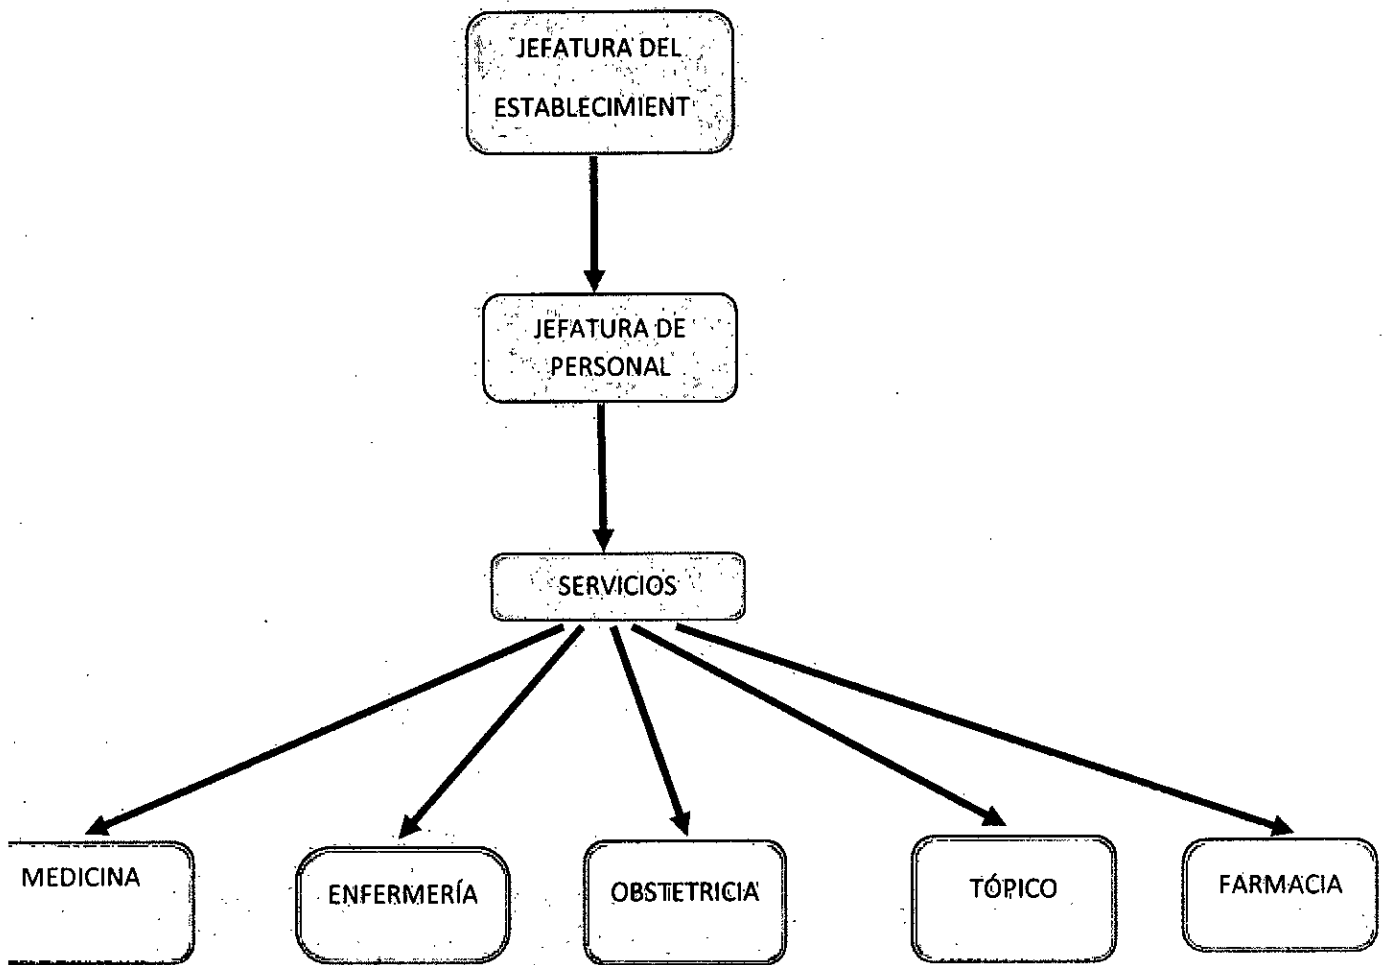 JEFATURA DEL
ESTABLECIMIENT
JEFATURA DE
PERSONAL
SERVICIOS
MEDICINA
ENFERMERÍA
OBSTETRICIA
TÓPICO
FARMACIA